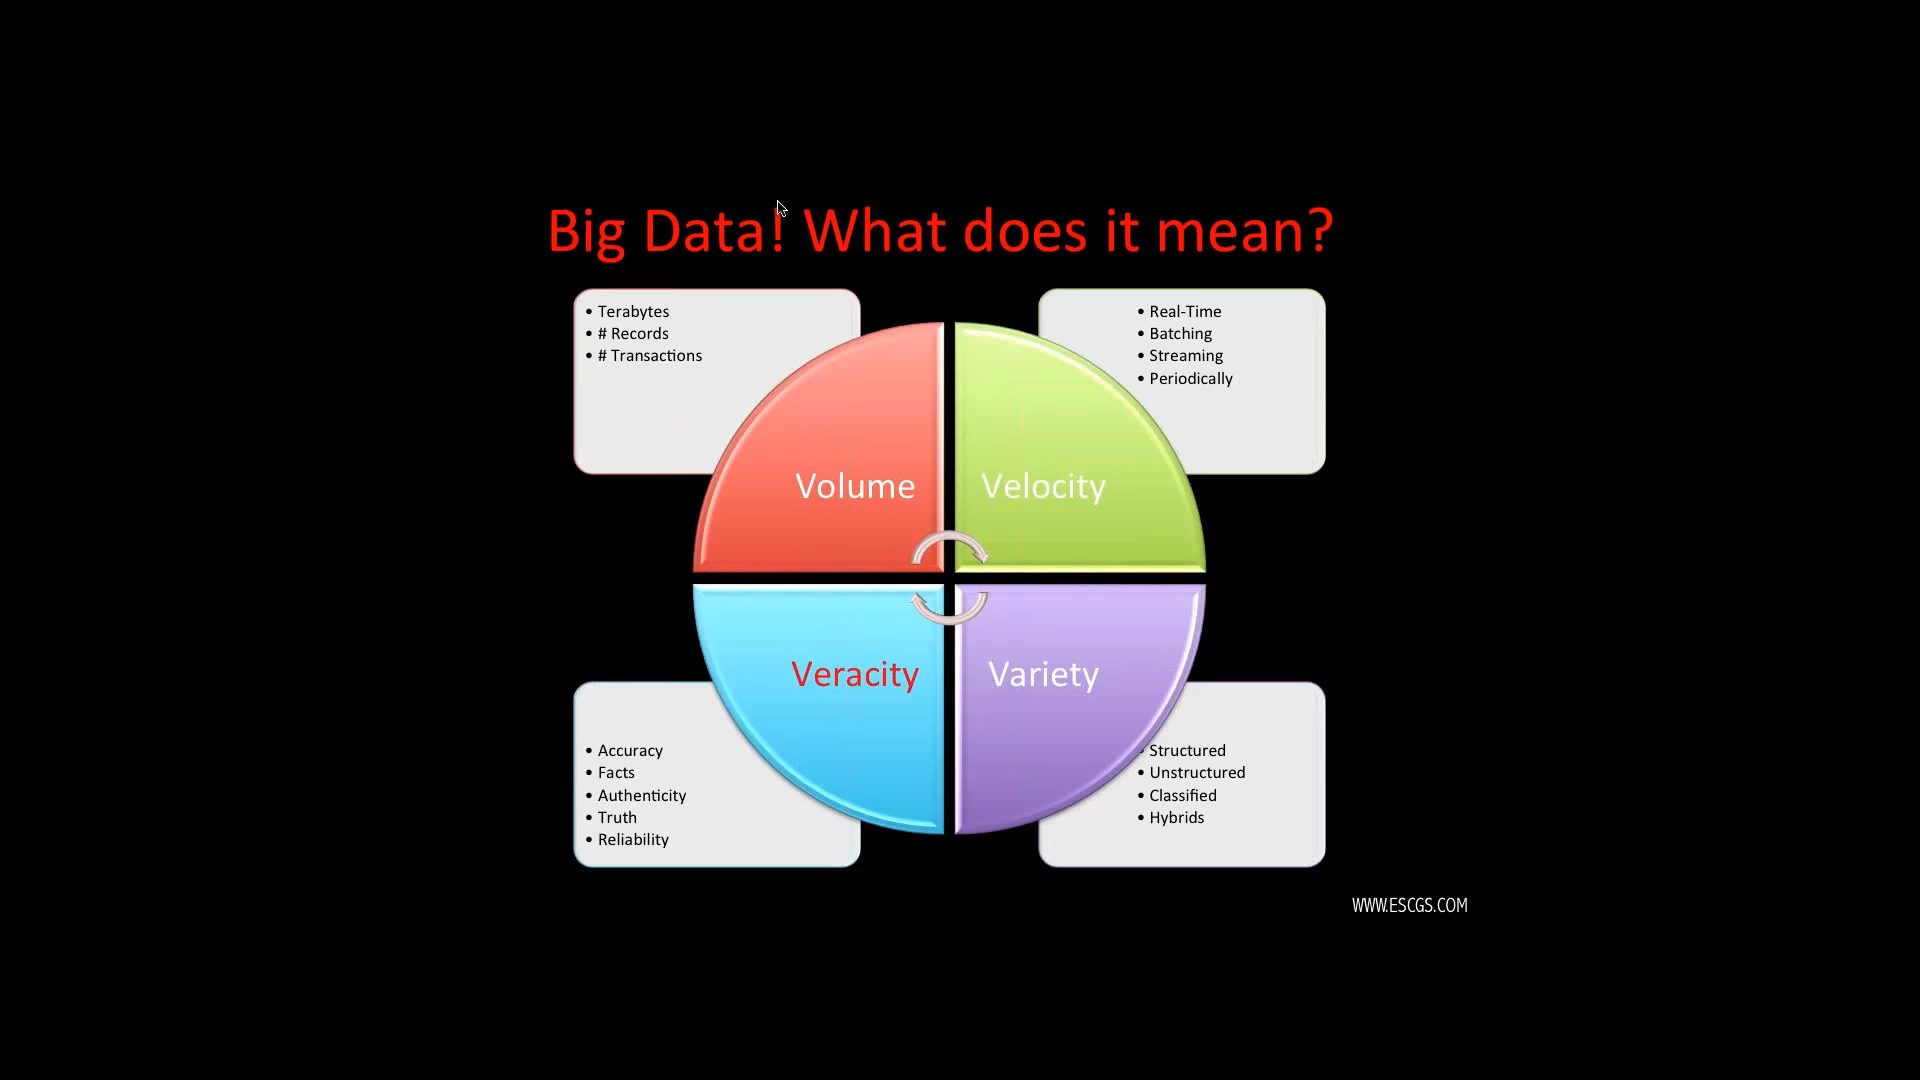 Big Data! What does it mean?
• Terabytes
• # Records
• # Transactions
• Real-Time
• Batching
• Streaming
• Periodically
Volume
Velocity
Veracity
Variety
• Accuracy
• Facts
• Authenticity
• Truth
• Reliability
• Structured
• Unstructured
• Classified
• Hybrids
WWW.ESCGS.COM